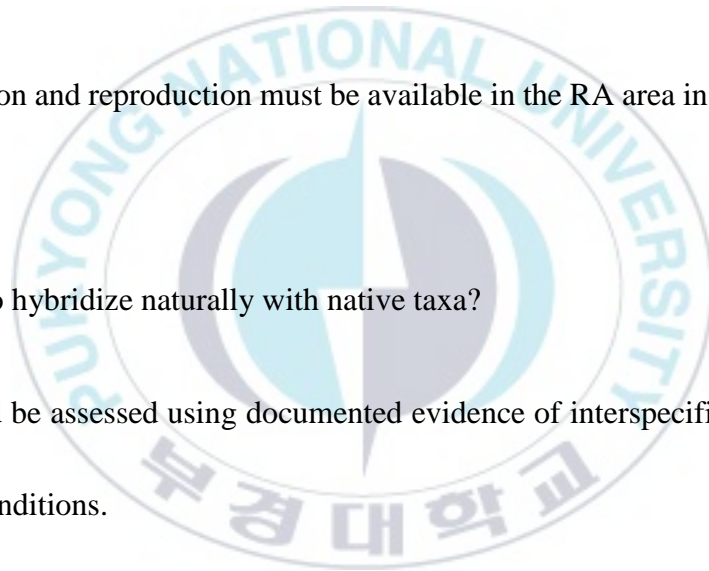 PUKYONG NATIONAL UNIVERSITY
on and reproduction must be available in the RA area in
o hybridize naturally with native taxa?
l be assessed using documented evidence of interspecifi
nditions.
부경대학교